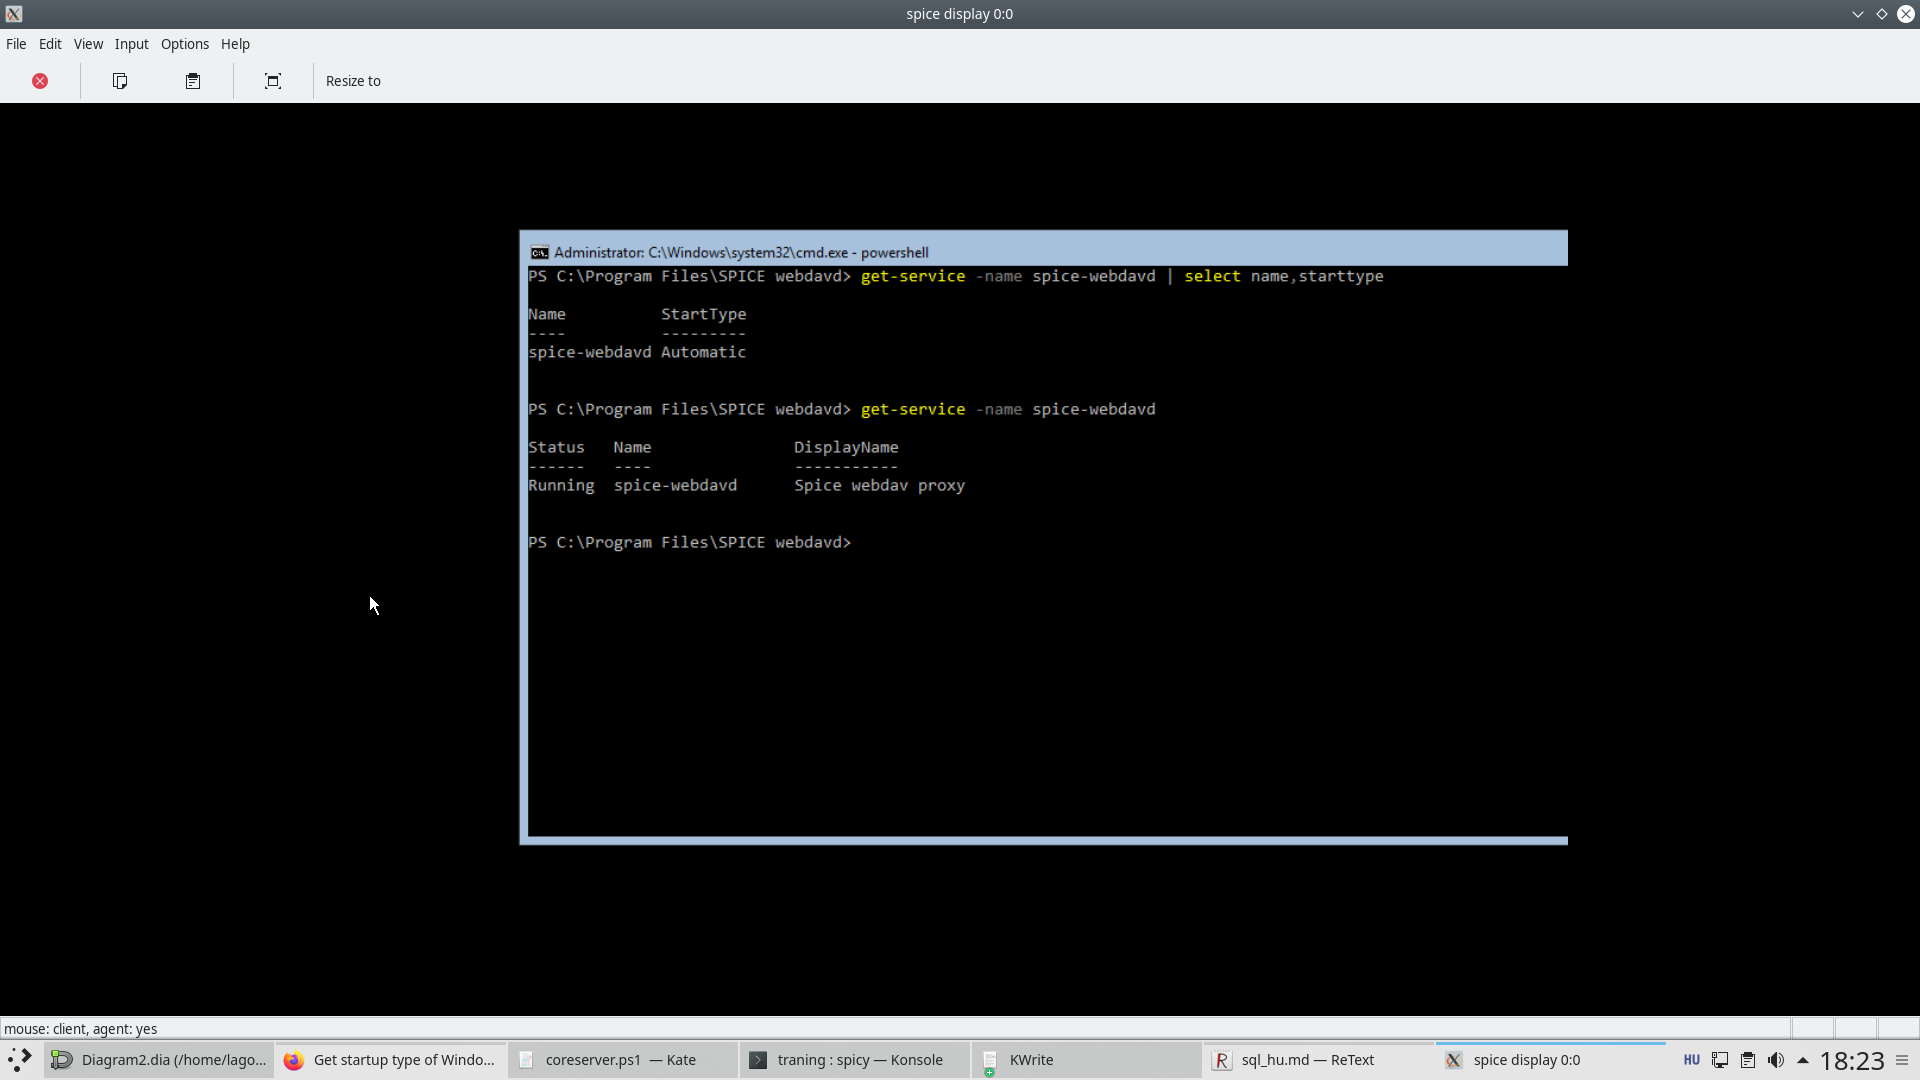 spice display 0:0
File Edit View Input Options Help
Resize to
Administrator: C:\Windows\system32\cmd.exe - powershell
PS C:\Program Files\SPICE webdavd> get-service -name spice-webdavd | select name,starttype
Name          StartType
----          ---------
spice-webdavd Automatic
PS C:\Program Files\SPICE webdavd> get-service -name spice-webdavd
Status   Name               DisplayName
------   ----               -----------
Running  spice-webdavd      Spice webdav proxy
PS C:\Program Files\SPICE webdavd>
mouse: client, agent: yes
Diagram2.dia (/home/lago... Get startup type of Windo... coreserver.ps1 — Kate traning : spicy — Konsole KWrite sql_hu.md — ReText spice display 0:0 HU 18:23